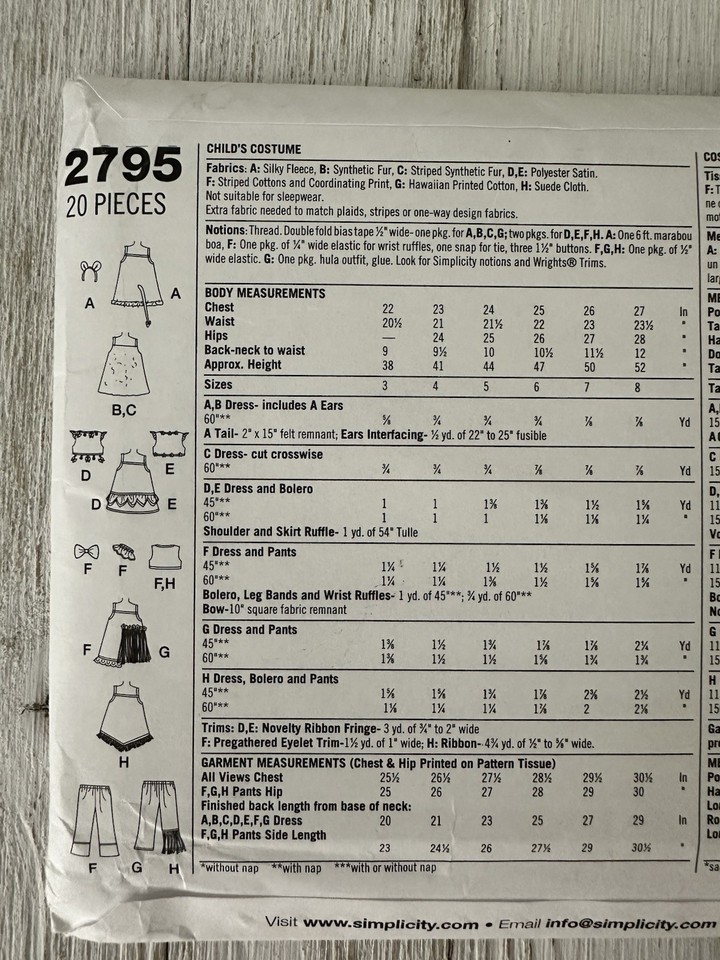 2795
20 PIECES
A
A
B,C
D
E
D
E
F
F
F,H
F
G
H
F
G
H
CHILD'S COSTUME
Fabrics: A: Silky Fleece, B: Synthetic Fur, C: Striped Synthetic Fur, D,E: Polyester Satin.
F: Striped Cottons and Coordinating Print, G: Hawaiian Printed Cotton, H: Suede Cloth.
Not suitable for sleepwear.
Extra fabric needed to match plaids, stripes or one-way design fabrics.
Notions: Thread. Double fold bias tape ½" wide- one pkg. for A,B,C,G; two pkgs. for D,E,F,H. A: One 6 ft. marabou
boa, F: One pkg. of ¼" wide elastic for wrist ruffles, one snap for tie, three 1½" buttons. F,G,H: One pkg. of ½"
wide elastic. G: One pkg. hula outfit, glue. Look for Simplicity notions and Wrights® Trims.
BODY MEASUREMENTS
Chest 22 23 24 25 26 27 In
Waist 20½ 21 21½ 22 23 23½ "
Hips — 24 25 26 27 28 "
Back-neck to waist 9 9½ 10 10½ 11½ 12 "
Approx. Height 38 41 44 47 50 52 "
Sizes 3 4 5 6 7 8
A,B Dress- includes A Ears
60"** ⅝ ¾ ¾ ¾ ⅞ ⅞ Yd
A Tail- 2" x 15" felt remnant; Ears Interfacing- ½ yd. of 22" to 25" fusible
C Dress- cut crosswise
60"** ¾ ¾ ¾ ⅞ ⅞ ⅞ Yd
D,E Dress and Bolero
45"** 1 1 1⅜ 1⅜ 1½ 1⅝ Yd
60"** 1 1 1 1⅛ 1⅛ 1¼ "
Shoulder and Skirt Ruffle- 1 yd. of 54" Tulle
F Dress and Pants
45"** 1¼ 1¼ 1½ 1½ 1⅝ 1⅞ Yd
60"** 1¼ 1¼ 1⅜ 1½ 1⅝ 1⅝ "
Bolero, Leg Bands and Wrist Ruffles- 1 yd. of 45"**; ¾ yd. of 60"**
Bow-10" square fabric remnant
G Dress and Pants
45"** 1⅜ 1½ 1¾ 1⅞ 1⅞ 2¼ Yd
60"** 1⅜ 1½ 1½ 1⅝ 1¾ 1¾ "
H Dress, Bolero and Pants
45"** 1⅝ 1⅝ 1¾ 1⅞ 2⅜ 2½ Yd
60"** 1⅛ 1¼ 1¼ 1⅞ 2 2⅛ "
Trims: D,E: Novelty Ribbon Fringe- 3 yd. of ¾" to 2" wide
F: Pregathered Eyelet Trim-1½ yd. of 1" wide; H: Ribbon- 4¾ yd. of ½" to ⅝" wide.
GARMENT MEASUREMENTS (Chest & Hip Printed on Pattern Tissue)
All Views Chest 25½ 26½ 27½ 28½ 29½ 30½ In
F,G,H Pants Hip 25 26 27 28 29 30 "
Finished back length from base of neck:
A,B,C,D,E,F,G Dress 20 21 23 25 27 29 In
F,G,H Pants Side Length
23 24½ 26 27½ 29 30½ "
*without nap **with nap ***with or without nap
Visit www.simplicity.com • Email info@simplicity.com